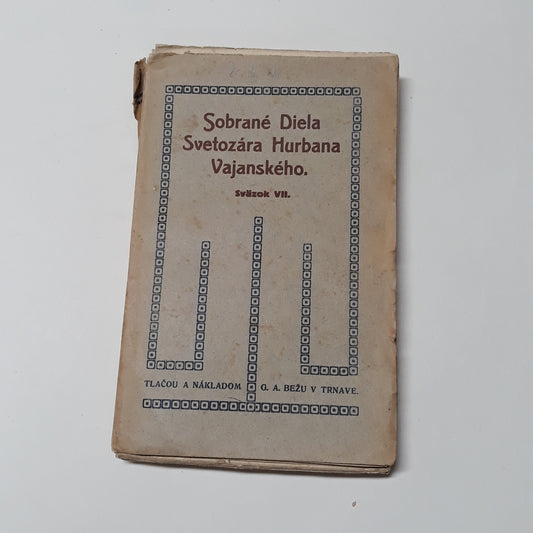 Sobrané Diela
Svetozára Hurbana
Vajanského.
Sväzok VII.
TLAČOU A NÁKLADOM G. A. BEŽU V TRNAVE.